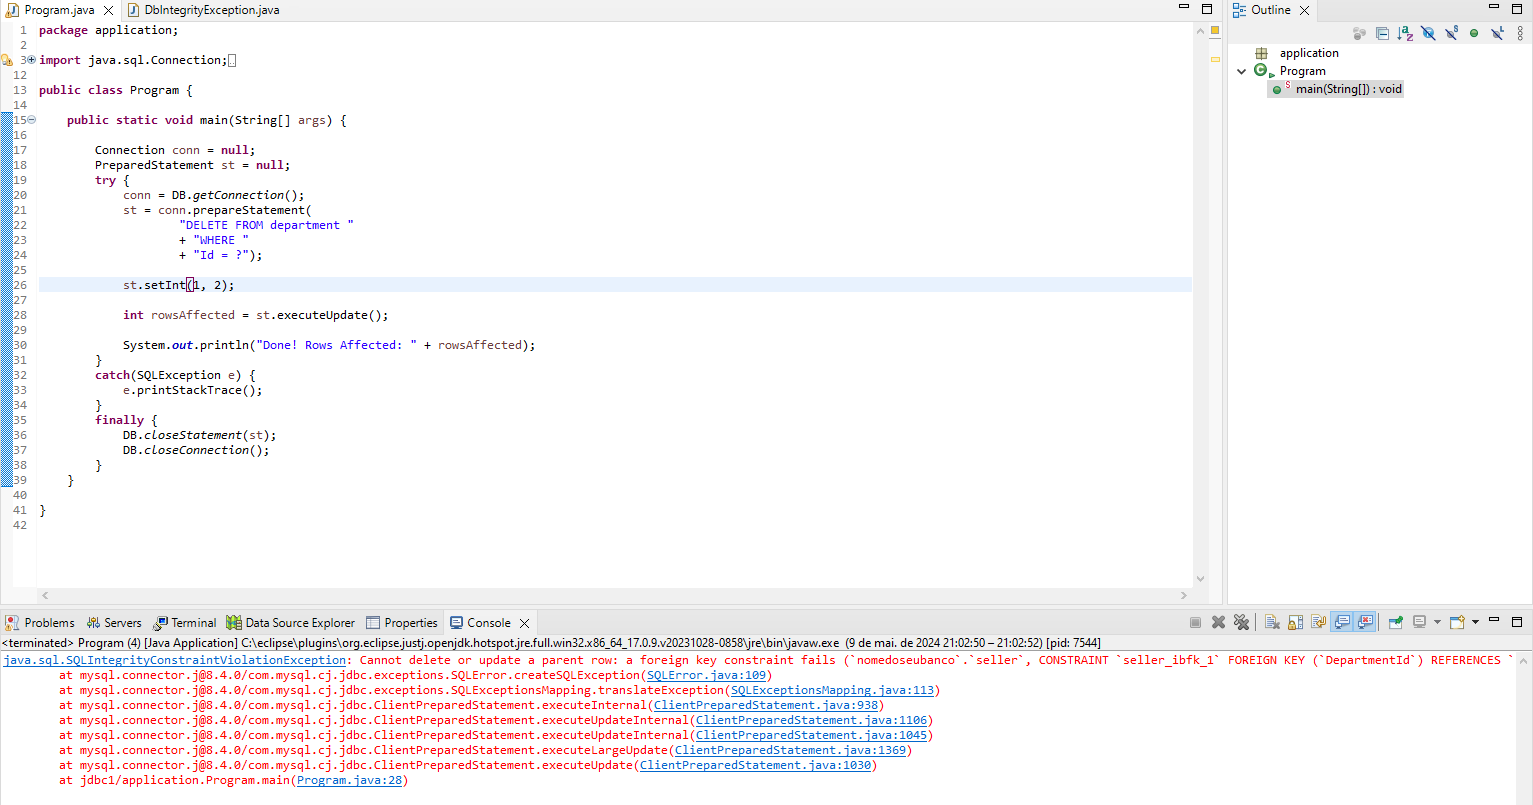 Program.java
DbIntegrityException.java
1 package application;
2
3 import java.sql.Connection;
12
13 public class Program {
14
15 public static void main(String[] args) {
16
17 Connection conn = null;
18 PreparedStatement st = null;
19 try {
20 conn = DB.getConnection();
21 st = conn.prepareStatement(
22 "DELETE FROM department "
23 + "WHERE "
24 + "Id = ?");
25
26 st.setInt(1, 2);
27
28 int rowsAffected = st.executeUpdate();
29
30 System.out.println("Done! Rows Affected: " + rowsAffected);
31 }
32 catch(SQLException e) {
33 e.printStackTrace();
34 }
35 finally {
36 DB.closeStatement(st);
37 DB.closeConnection();
38 }
39 }
40
41 }
42
Outline
application
Program
main(String[]) : void
Problems Servers Terminal Data Source Explorer Properties Console
<terminated> Program (4) [Java Application] C:\eclipse\plugins\org.eclipse.justj.openjdk.hotspot.jre.full.win32.x86_64_17.0.9.v20231028-0858\jre\bin\javaw.exe (9 de mai. de 2024 21:02:50 – 21:02:52) [pid: 7544]
java.sql.SQLIntegrityConstraintViolationException: Cannot delete or update a parent row: a foreign key constraint fails (`nomedoseubanco`.`seller`, CONSTRAINT `seller_ibfk_1` FOREIGN KEY (`DepartmentId`) REFERENCES `
at mysql.connector.j@8.4.0/com.mysql.cj.jdbc.exceptions.SQLError.createSQLException(SQLError.java:109)
at mysql.connector.j@8.4.0/com.mysql.cj.jdbc.exceptions.SQLExceptionsMapping.translateException(SQLExceptionsMapping.java:113)
at mysql.connector.j@8.4.0/com.mysql.cj.jdbc.ClientPreparedStatement.executeInternal(ClientPreparedStatement.java:938)
at mysql.connector.j@8.4.0/com.mysql.cj.jdbc.ClientPreparedStatement.executeUpdateInternal(ClientPreparedStatement.java:1106)
at mysql.connector.j@8.4.0/com.mysql.cj.jdbc.ClientPreparedStatement.executeUpdateInternal(ClientPreparedStatement.java:1045)
at mysql.connector.j@8.4.0/com.mysql.cj.jdbc.ClientPreparedStatement.executeLargeUpdate(ClientPreparedStatement.java:1369)
at mysql.connector.j@8.4.0/com.mysql.cj.jdbc.ClientPreparedStatement.executeUpdate(ClientPreparedStatement.java:1030)
at jdbc1/application.Program.main(Program.java:28)